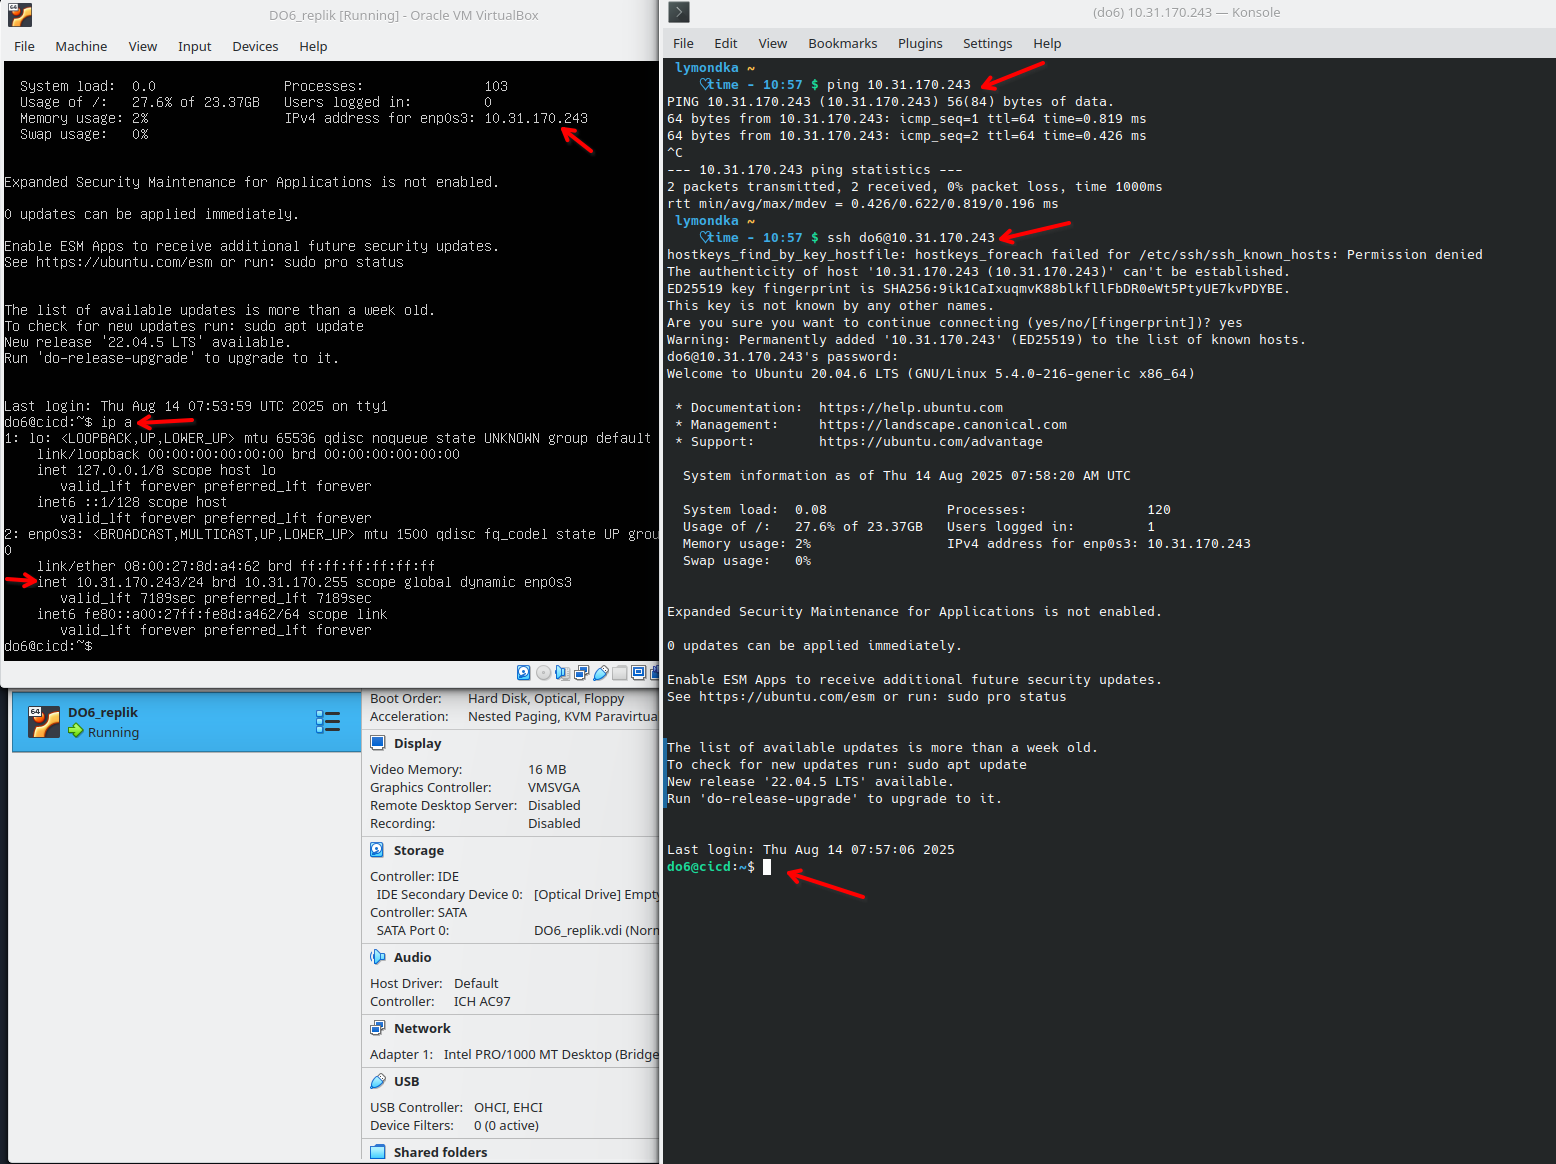 DO6_replik [Running] - Oracle VM VirtualBox
File Machine View Input Devices Help
System load: 0.0 Processes: 103
Usage of /: 27.6% of 23.37GB Users logged in: 0
Memory usage: 2% IPv4 address for enp0s3: 10.31.170.243
Swap usage: 0%
Expanded Security Maintenance for Applications is not enabled.
0 updates can be applied immediately.
Enable ESM Apps to receive additional future security updates.
See https://ubuntu.com/esm or run: sudo pro status
The list of available updates is more than a week old.
To check for new updates run: sudo apt update
New release '22.04.5 LTS' available.
Run 'do-release-upgrade' to upgrade to it.
Last login: Thu Aug 14 07:53:59 UTC 2025 on tty1
do6@cicd:~$ ip a
1: lo: <LOOPBACK,UP,LOWER_UP> mtu 65536 qdisc noqueue state UNKNOWN group default
link/loopback 00:00:00:00:00:00 brd 00:00:00:00:00:00
inet 127.0.0.1/8 scope host lo
valid_lft forever preferred_lft forever
inet6 ::1/128 scope host
valid_lft forever preferred_lft forever
2: enp0s3: <BROADCAST,MULTICAST,UP,LOWER_UP> mtu 1500 qdisc fq_codel state UP grou
0
link/ether 08:00:27:8d:a4:62 brd ff:ff:ff:ff:ff:ff
inet 10.31.170.243/24 brd 10.31.170.255 scope global dynamic enp0s3
valid_lft 7189sec preferred_lft 7189sec
inet6 fe80::a00:27ff:fe8d:a462/64 scope link
valid_lft forever preferred_lft forever
do6@cicd:~$
64
DO6_replik
Running
Boot Order: Hard Disk, Optical, Floppy
Acceleration: Nested Paging, KVM Paravirtua
Display
Video Memory: 16 MB
Graphics Controller: VMSVGA
Remote Desktop Server: Disabled
Recording: Disabled
Storage
Controller: IDE
IDE Secondary Device 0: [Optical Drive] Empty
Controller: SATA
SATA Port 0: DO6_replik.vdi (Norm
Audio
Host Driver: Default
Controller: ICH AC97
Network
Adapter 1: Intel PRO/1000 MT Desktop (Bridge
USB
USB Controller: OHCI, EHCI
Device Filters: 0 (0 active)
Shared folders
(do6) 10.31.170.243 — Konsole
File Edit View Bookmarks Plugins Settings Help
lymondka ~
♡time - 10:57 $ ping 10.31.170.243
PING 10.31.170.243 (10.31.170.243) 56(84) bytes of data.
64 bytes from 10.31.170.243: icmp_seq=1 ttl=64 time=0.819 ms
64 bytes from 10.31.170.243: icmp_seq=2 ttl=64 time=0.426 ms
^C
--- 10.31.170.243 ping statistics ---
2 packets transmitted, 2 received, 0% packet loss, time 1000ms
rtt min/avg/max/mdev = 0.426/0.622/0.819/0.196 ms
lymondka ~
♡time - 10:57 $ ssh do6@10.31.170.243
hostkeys_find_by_key_hostfile: hostkeys_foreach failed for /etc/ssh/ssh_known_hosts: Permission denied
The authenticity of host '10.31.170.243 (10.31.170.243)' can't be established.
ED25519 key fingerprint is SHA256:9ik1CaIxuqmvK88blkfllFbDR0eWt5PtyUE7kvPDYBE.
This key is not known by any other names.
Are you sure you want to continue connecting (yes/no/[fingerprint])? yes
Warning: Permanently added '10.31.170.243' (ED25519) to the list of known hosts.
do6@10.31.170.243's password:
Welcome to Ubuntu 20.04.6 LTS (GNU/Linux 5.4.0-216-generic x86_64)
* Documentation: https://help.ubuntu.com
* Management: https://landscape.canonical.com
* Support: https://ubuntu.com/advantage
System information as of Thu 14 Aug 2025 07:58:20 AM UTC
System load: 0.08 Processes: 120
Usage of /: 27.6% of 23.37GB Users logged in: 1
Memory usage: 2% IPv4 address for enp0s3: 10.31.170.243
Swap usage: 0%
Expanded Security Maintenance for Applications is not enabled.
0 updates can be applied immediately.
Enable ESM Apps to receive additional future security updates.
See https://ubuntu.com/esm or run: sudo pro status
The list of available updates is more than a week old.
To check for new updates run: sudo apt update
New release '22.04.5 LTS' available.
Run 'do-release-upgrade' to upgrade to it.
Last login: Thu Aug 14 07:57:06 2025
do6@cicd:~$